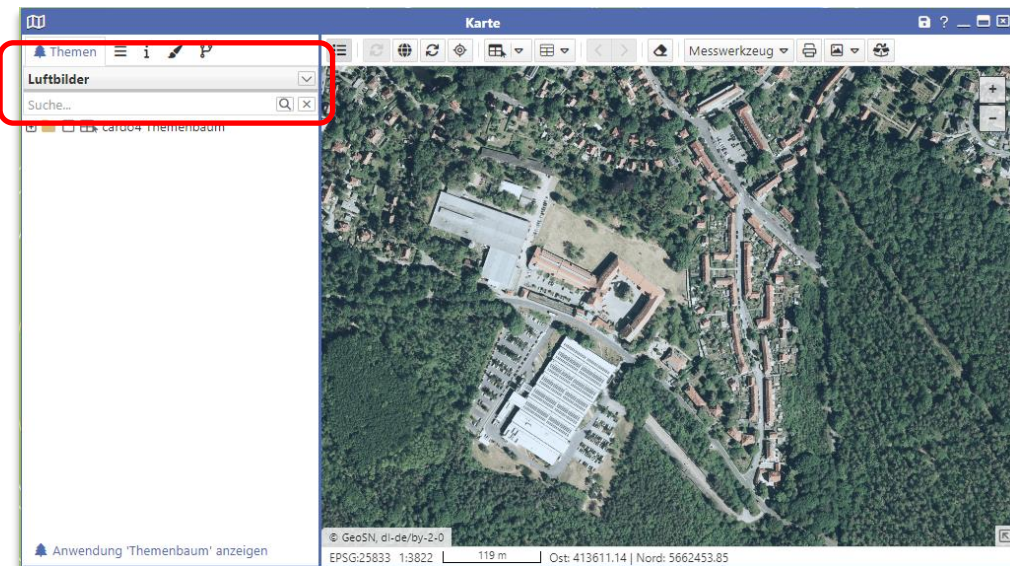 Karte
?
Themen
i
Messwerkzeug
Luftbilder
Suche...
+
-
cardo4 Themenbaum
© GeoSN, dl-de/by-2-0
Anwendung 'Themenbaum' anzeigen
EPSG:25833 1:3822 119 m Ost: 413611.14 | Nord: 5662453.85